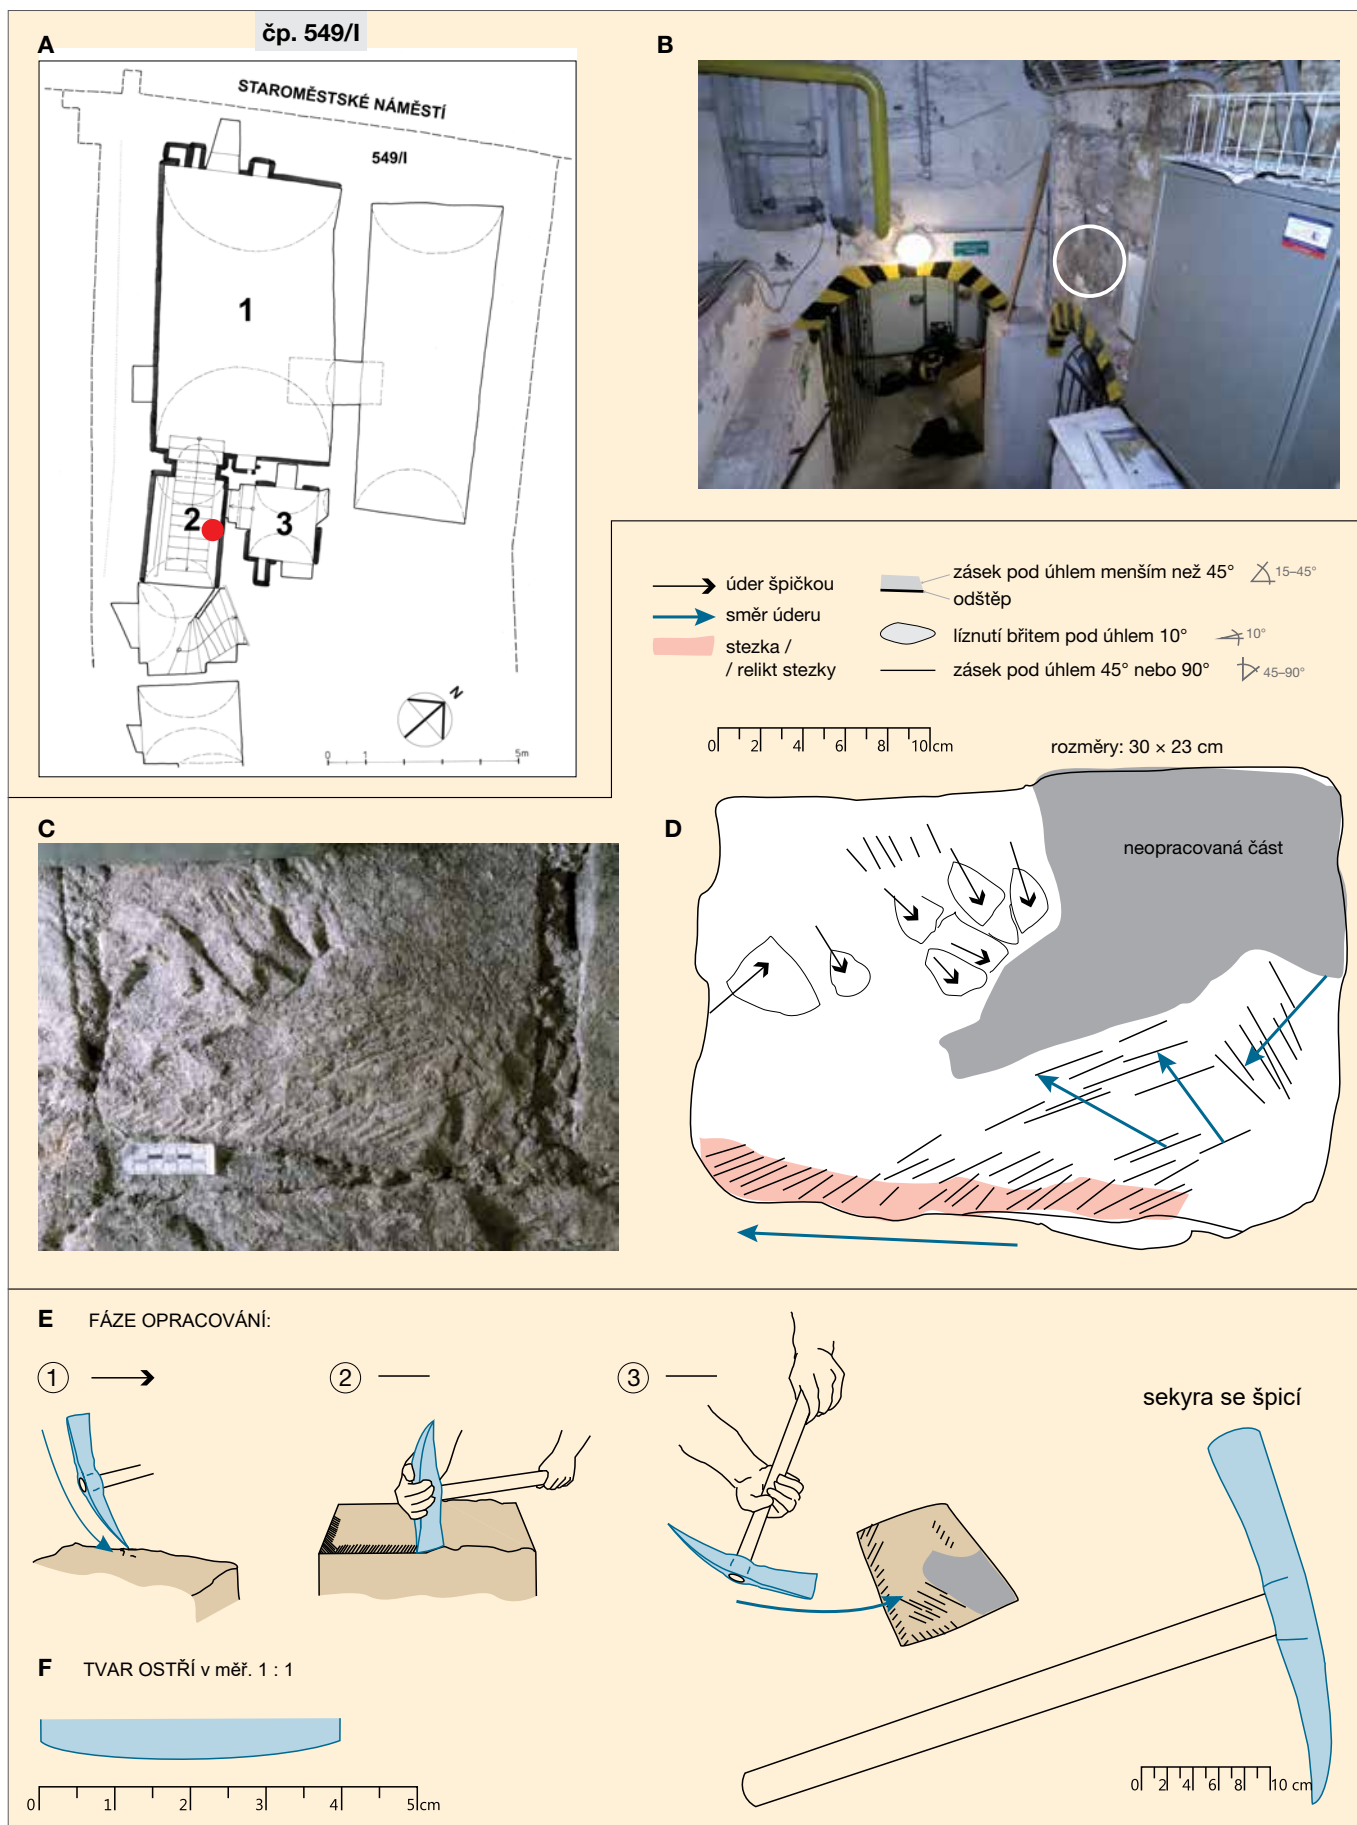 čp. 549/I
A
STAROMĚSTSKÉ NÁMĚSTÍ
549/I
1
2
3
N
0 1 5m
B
úder špičkou
směr úderu
stezka /
/ relikt stezky
zásek pod úhlem menším než 45° 15–45°
odštěp
líznutí břitem pod úhlem 10° 10°
zásek pod úhlem 45° nebo 90° 45–90°
0 2 4 6 8 10 cm
rozměry: 30 × 23 cm
C
D
neopracovaná část
E FÁZE OPRACOVÁNÍ:
1
2
3
sekyra se špicí
F TVAR OSTŘÍ v měř. 1 : 1
0 1 2 3 4 5 cm
0 2 4 6 8 10 cm